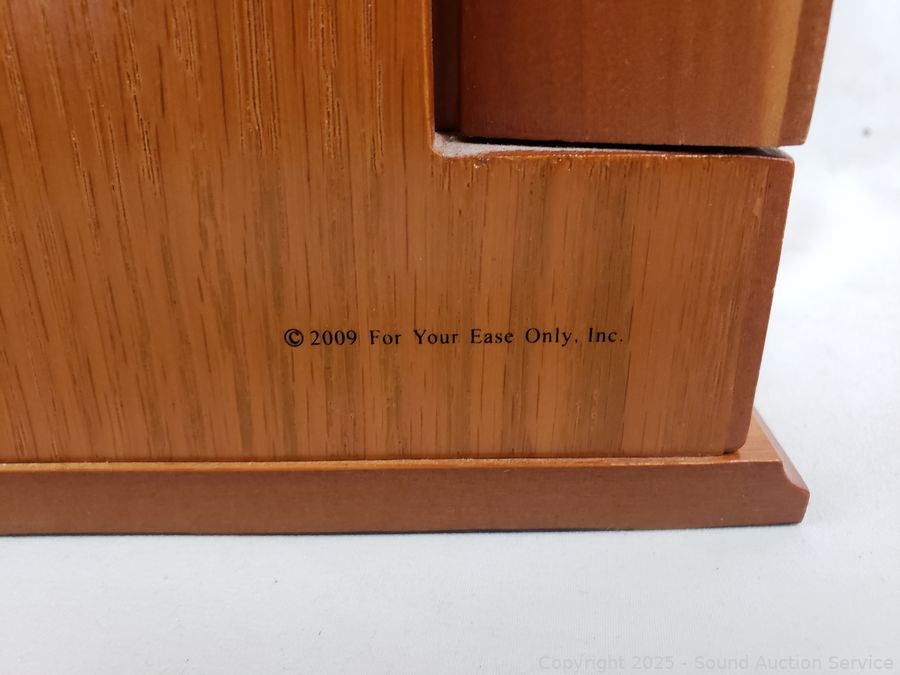 © 2009 For Your Ease Only, Inc.
Copyright 2025 - Sound Auction Service